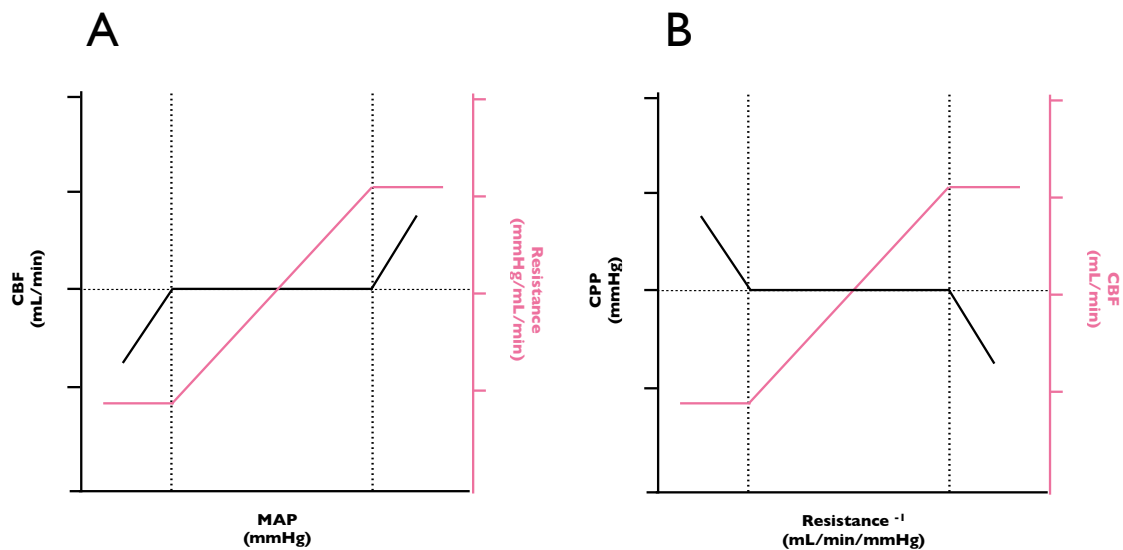 A
CBF
(mL/min)
Resistance
(mmHg/mL/min)
MAP
(mmHg)
B
CPP
(mmHg)
CBF
(mL/min)
Resistance -1
(mL/min/mmHg)